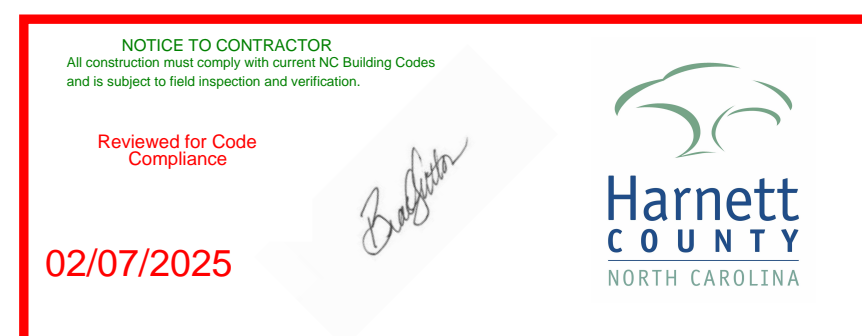 NOTICE TO CONTRACTOR
All construction must comply with current NC Building Codes
and is subject to field inspection and verification.
Reviewed for Code
Compliance
02/07/2025
Harnett
COUNTY
NORTH CAROLINA